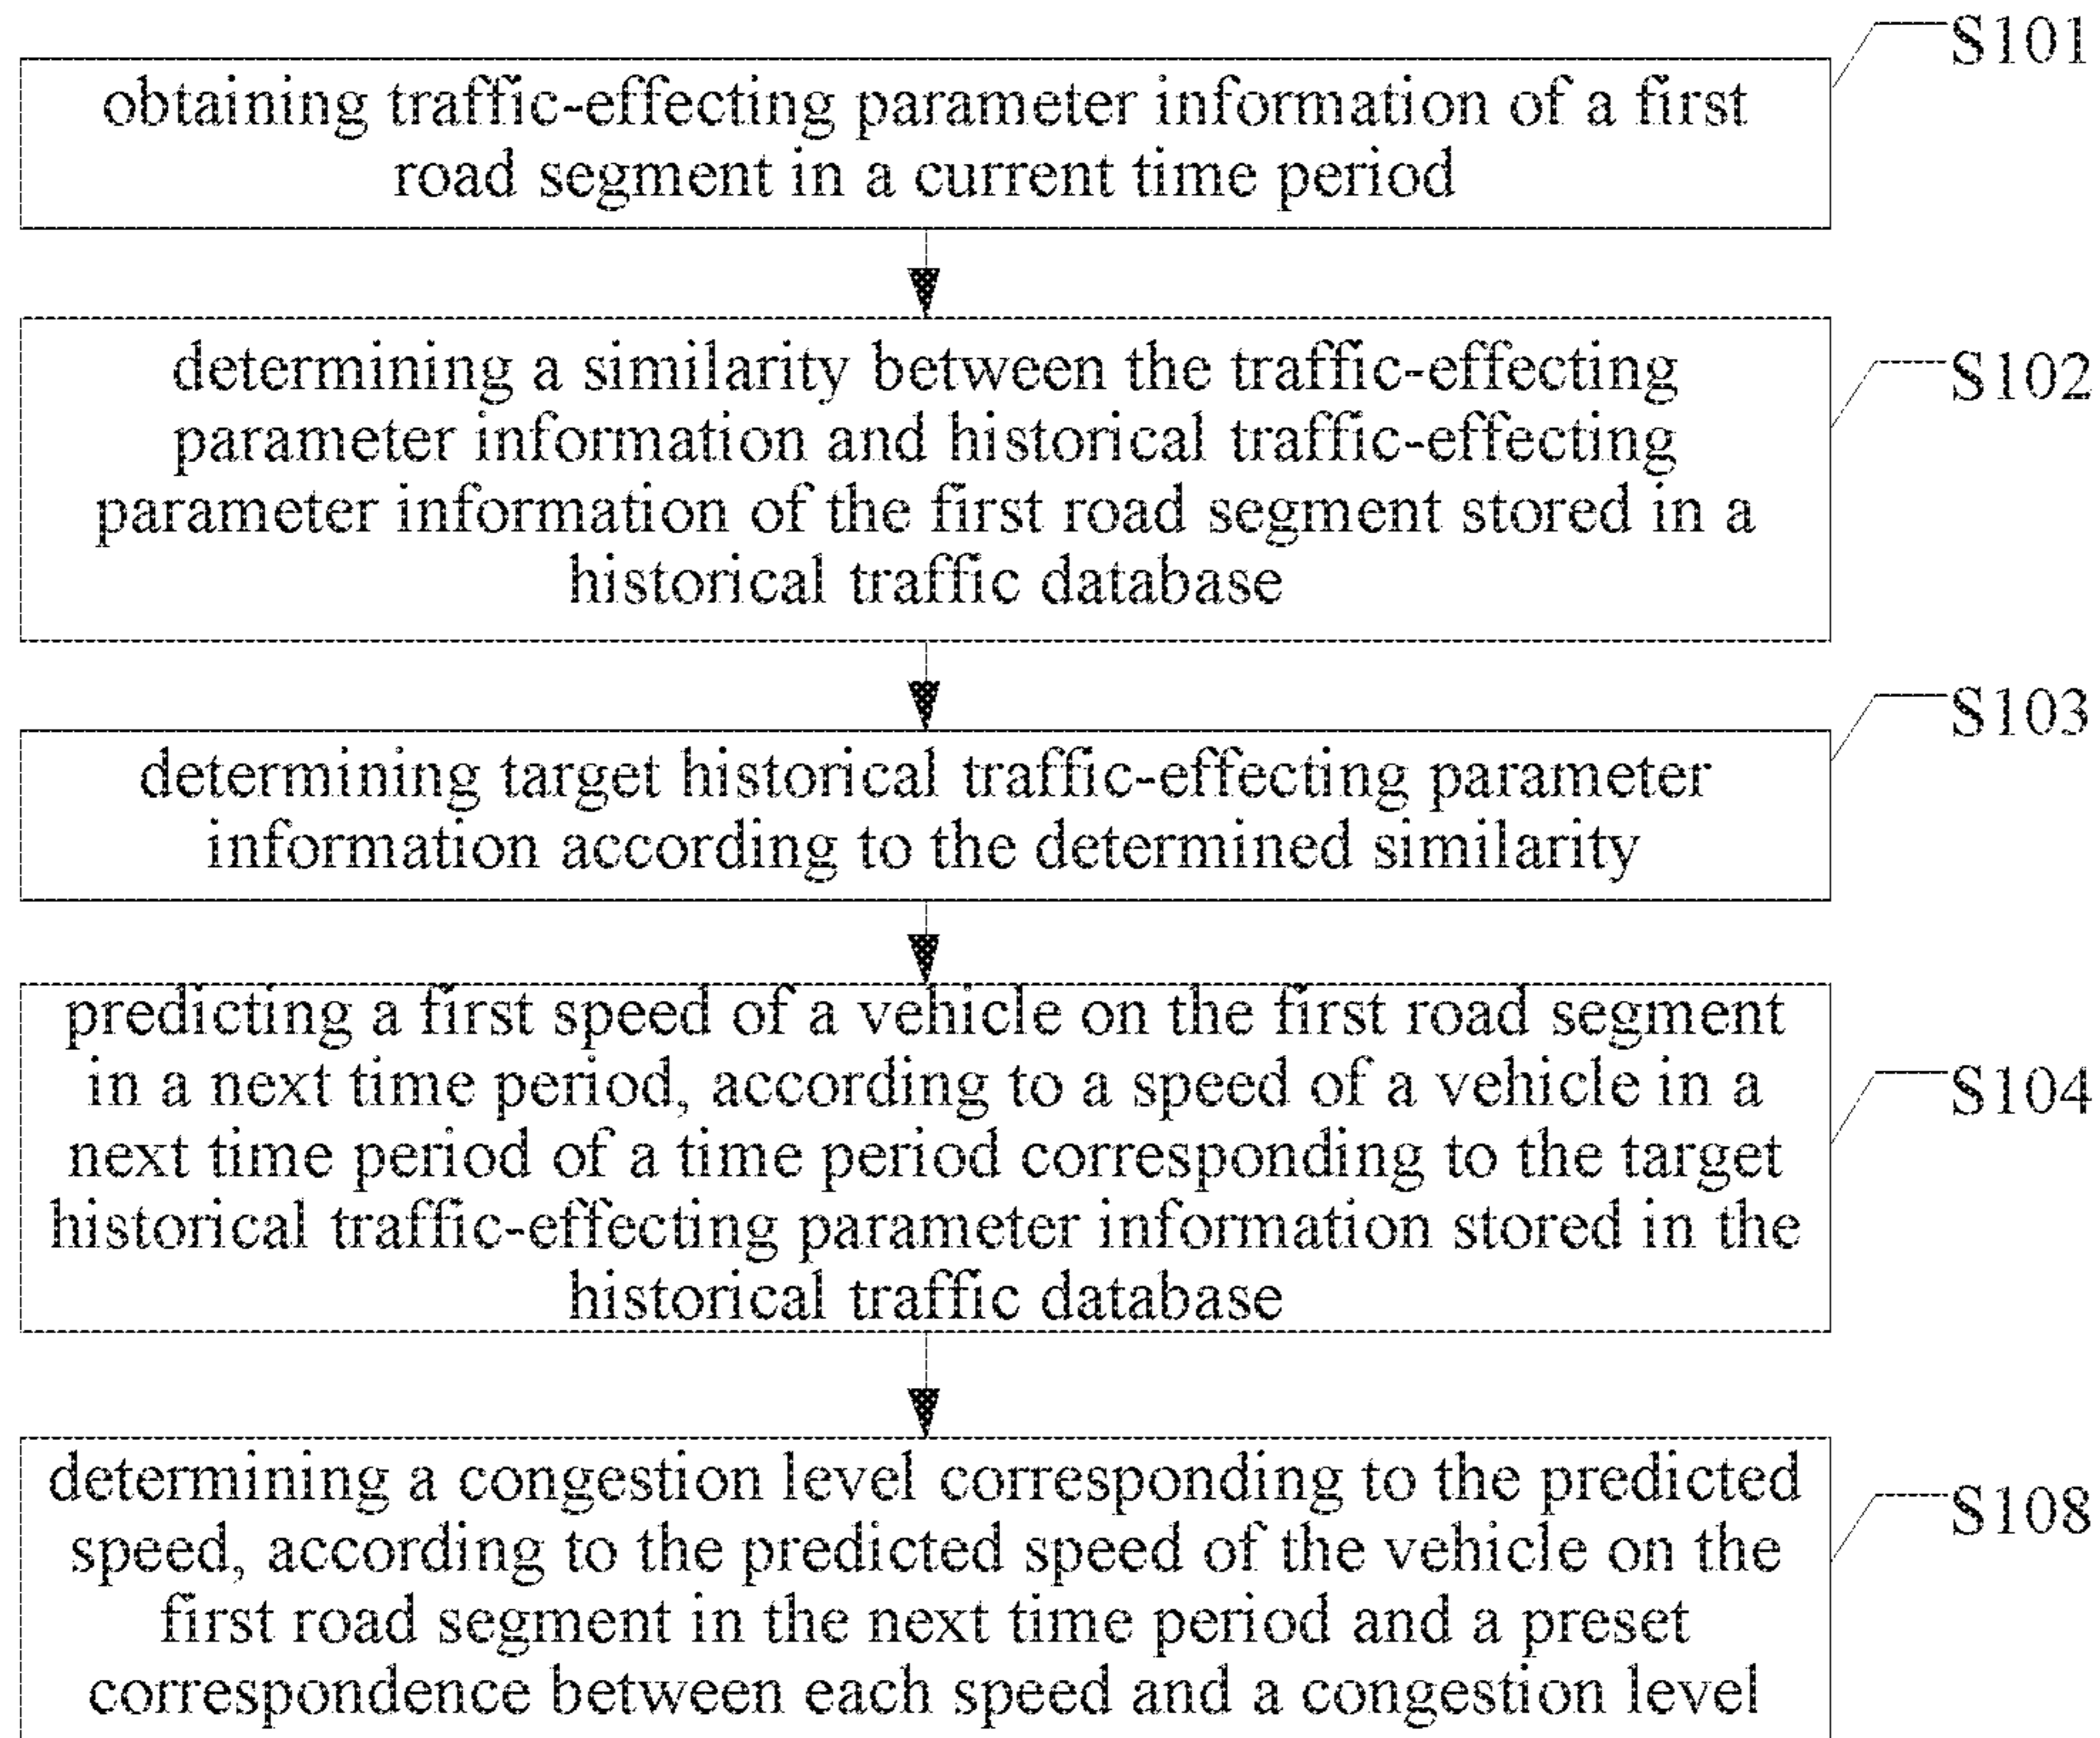 S101
obtaining traffic-effecting parameter information of a first
road segment in a current time period
S102
determining a similarity between the traffic-effecting
parameter information and historical traffic-effecting
parameter information of the first road segment stored in a
historical traffic database
S103
determining target historical traffic-effecting parameter
information according to the determined similarity
S104
predicting a first speed of a vehicle on the first road segment
in a next time period, according to a speed of a vehicle in a
next time period of a time period corresponding to the target
historical traffic-effecting parameter information stored in the
historical traffic database
S108
determining a congestion level corresponding to the predicted
speed, according to the predicted speed of the vehicle on the
first road segment in the next time period and a preset
correspondence between each speed and a congestion level